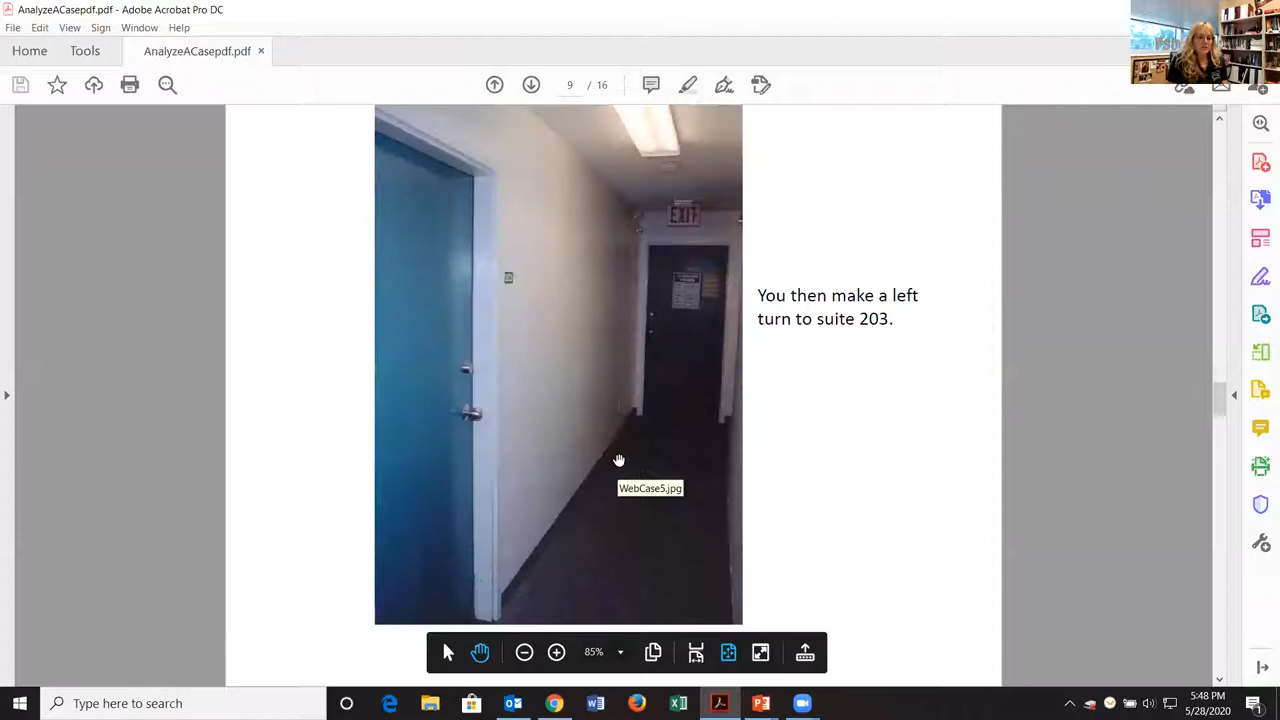 AnalyzeACasepdf.pdf - Adobe Acrobat Pro DC
File Edit View Sign Window Help
Home Tools AnalyzeACasepdf.pdf ×
9 / 16
EXIT
You then make a left
turn to suite 203.
WebCase5.jpg
85%
Type here to search
5:48 PM
5/28/2020